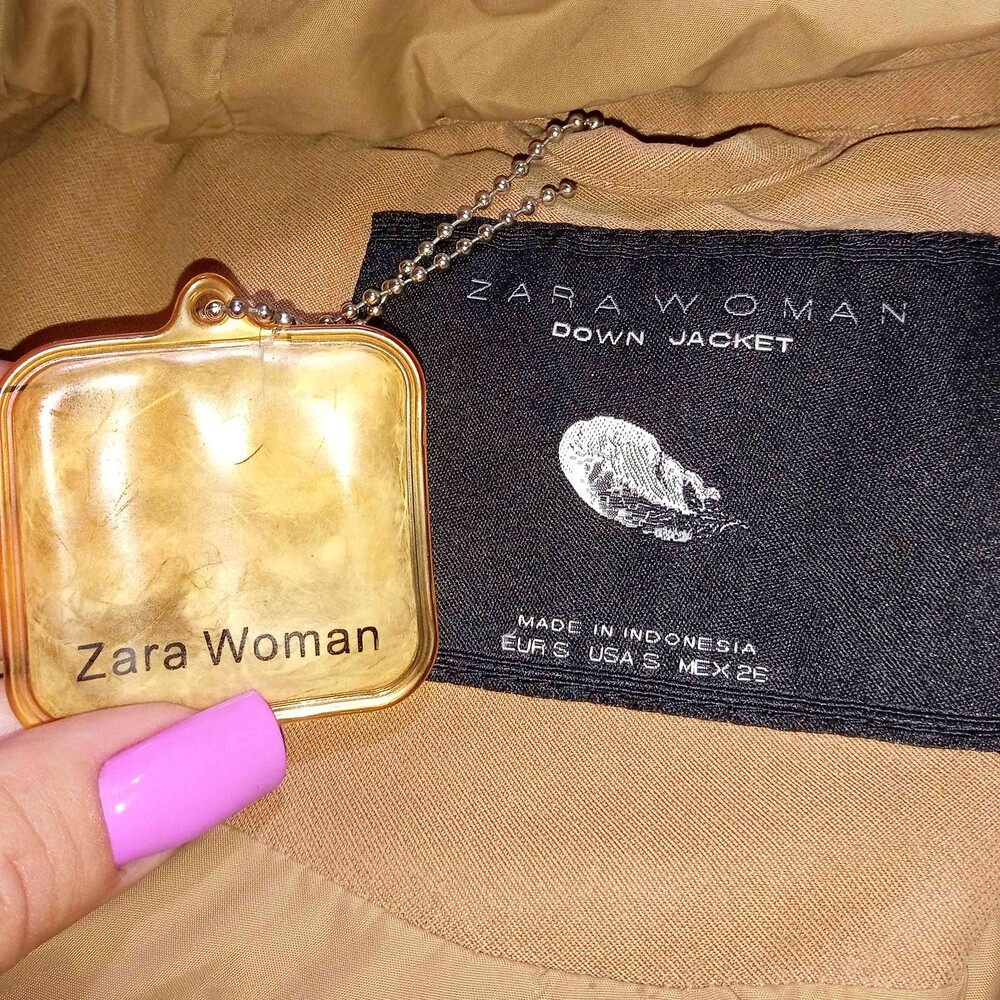 ZARA WOMAN
DOWN JACKET
MADE IN INDONESIA
EUR S USA S MEX 26
Zara Woman